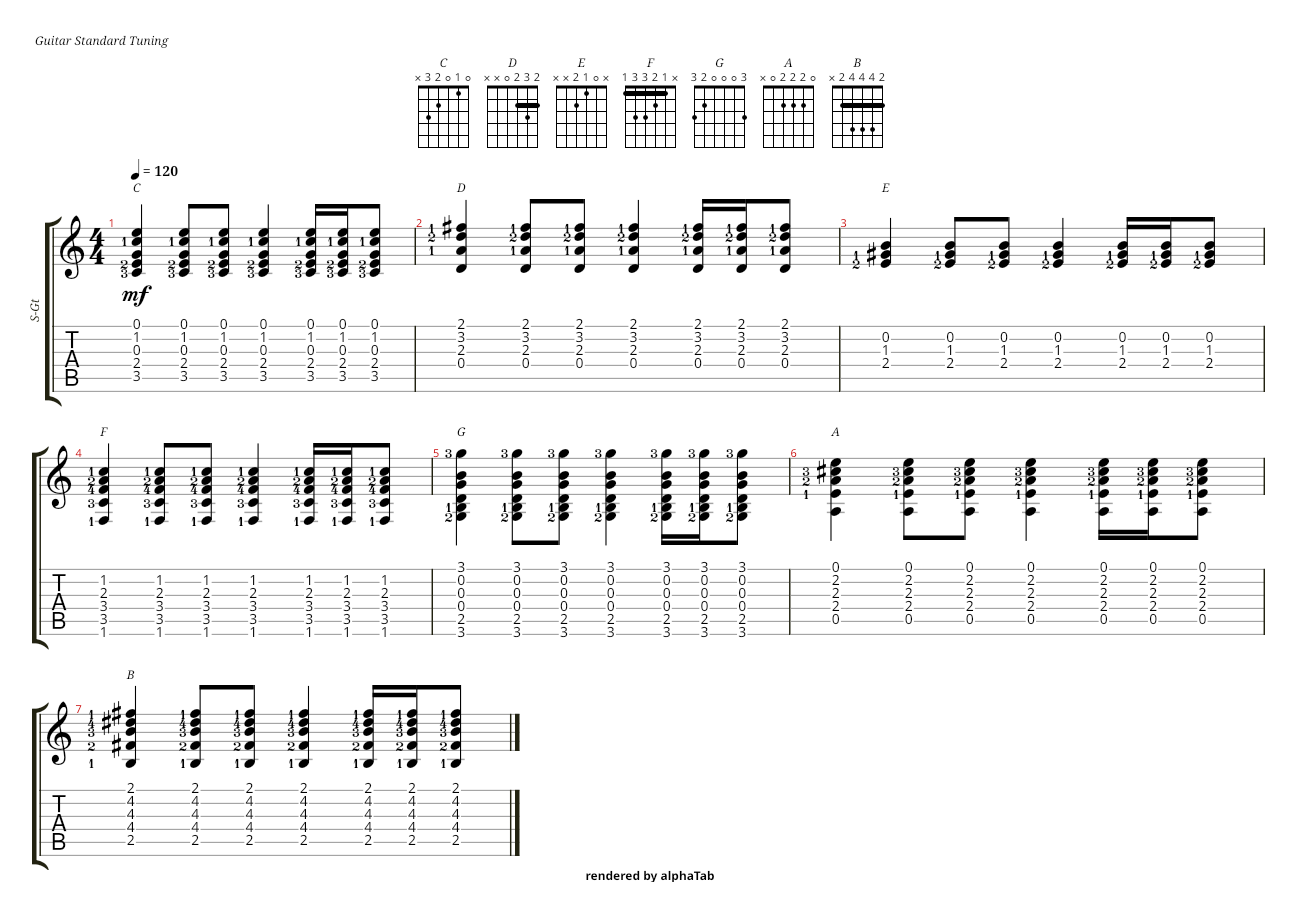 Guitar Standard Tuning
C D E F G A B
× 3 2 o 1 o × × o 2 3 2 × × 2 1 o × 1 3 3 2 1 × 3 2 o o o 3 × o 2 2 2 o × 2 4 4 4 2
= 120
C D E
1 2 3
4
4
mf
S-Gt
0 0 0 0 0 0 0 2 2 2 2 2 2 2
1 1 1 1 1 1 1 3 3 3 3 3 3 3 0 0 0 0 0 0 0
0 0 0 0 0 0 0 2 2 2 2 2 2 2 1 1 1 1 1 1 1
2 2 2 2 2 2 2 0 0 0 0 0 0 0 2 2 2 2 2 2 2
3 3 3 3 3 3 3
TAB
F G A
4 5 6
3 3 3 3 3 3 3 0 0 0 0 0 0 0
1 1 1 1 1 1 1 0 0 0 0 0 0 0 2 2 2 2 2 2 2
2 2 2 2 2 2 2 0 0 0 0 0 0 0 2 2 2 2 2 2 2
3 3 3 3 3 3 3 0 0 0 0 0 0 0 2 2 2 2 2 2 2
3 3 3 3 3 3 3 2 2 2 2 2 2 2 0 0 0 0 0 0 0
1 1 1 1 1 1 1 3 3 3 3 3 3 3
TAB
B
7
2 2 2 2 2 2 2
4 4 4 4 4 4 4
4 4 4 4 4 4 4
4 4 4 4 4 4 4
2 2 2 2 2 2 2
TAB
rendered by alphaTab